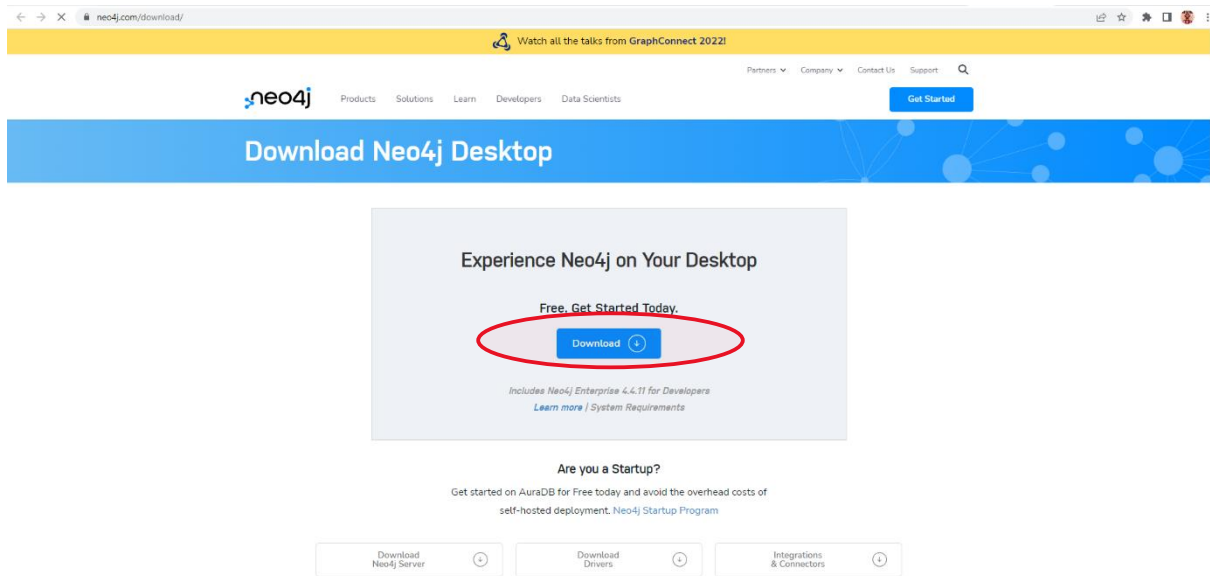 neo4j.com/download/
Watch all the talks from GraphConnect 2022!
Partners Company Contact Us Support
neo4j Products Solutions Learn Developers Data Scientists Get Started
Download Neo4j Desktop
Experience Neo4j on Your Desktop
Free. Get Started Today.
Download
Includes Neo4j Enterprise 4.4.11 for Developers
Learn more | System Requirements
Are you a Startup?
Get started on AuraDB for Free today and avoid the overhead costs of
self-hosted deployment. Neo4j Startup Program
Download
Neo4j Server
Download
Drivers
Integrations
& Connectors